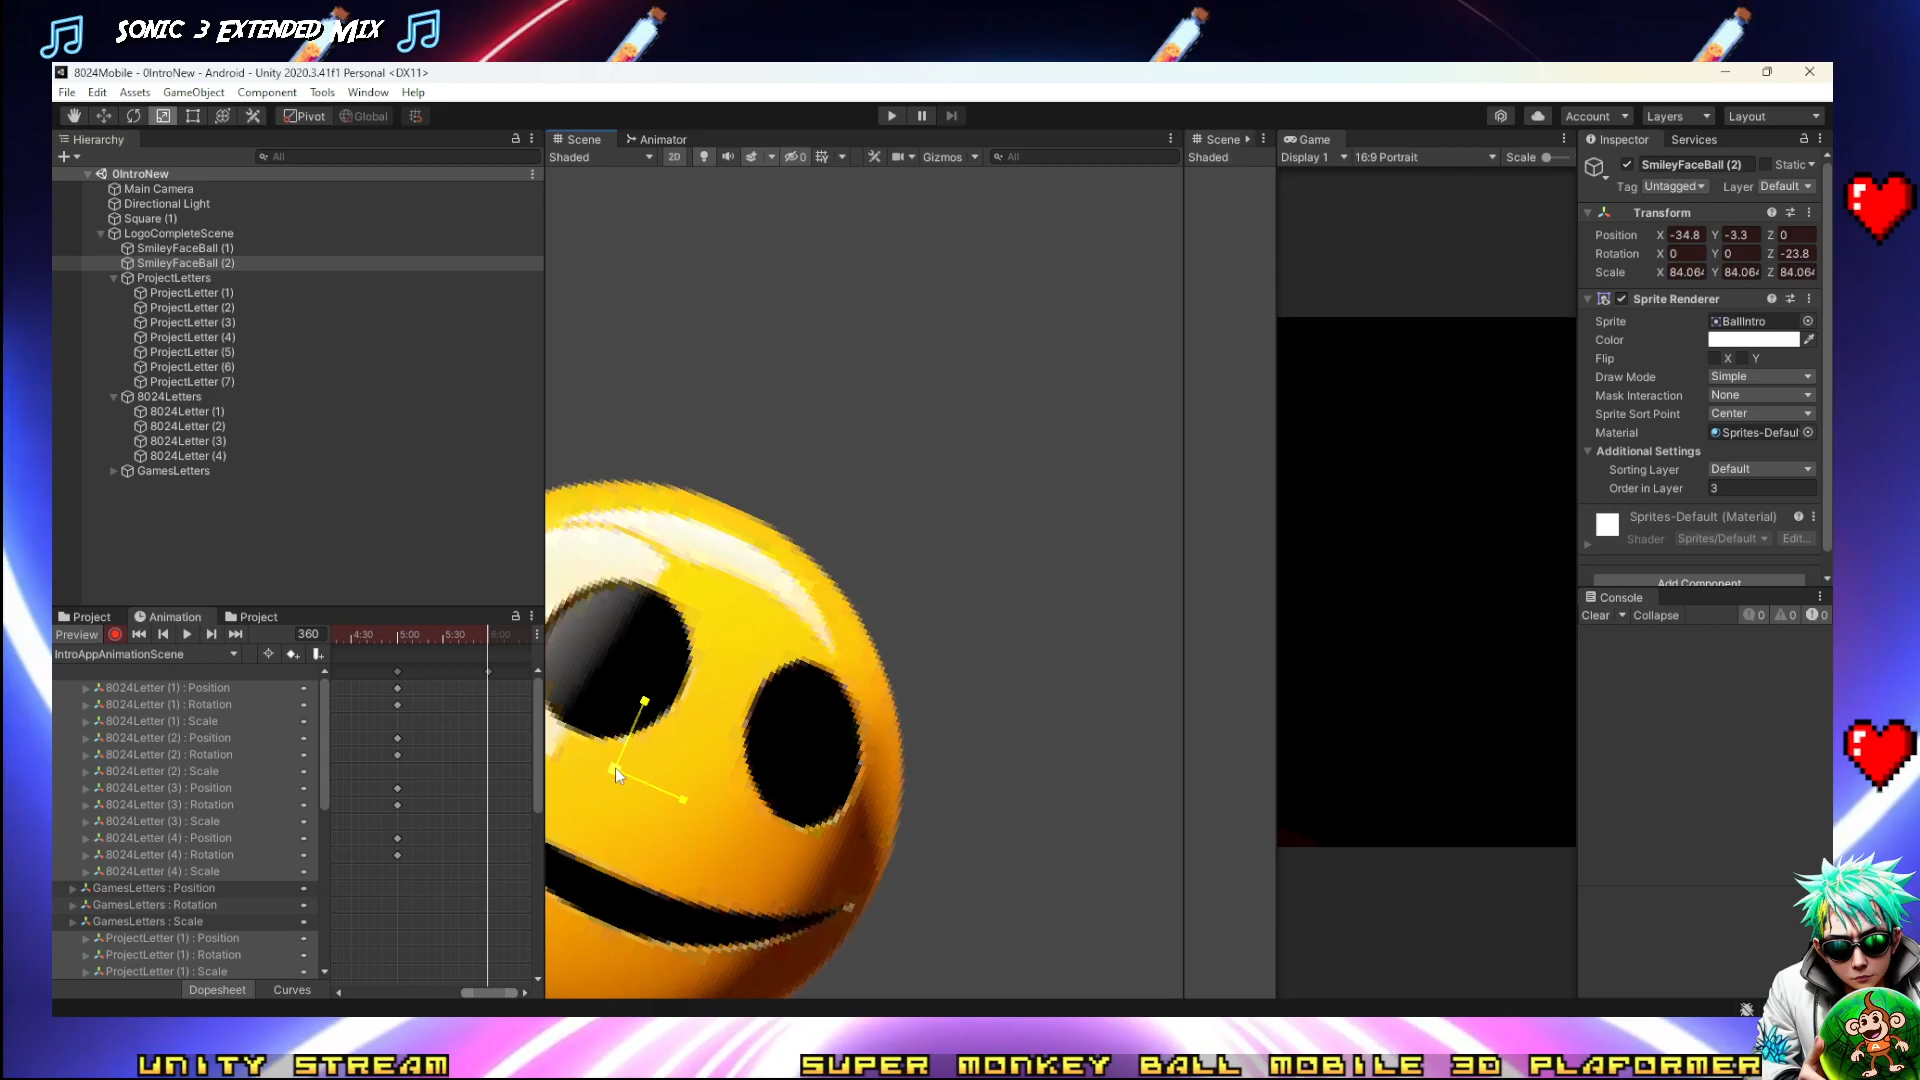 Sonic 3 Extended Mix
8024Mobile - 0IntroNew - Android - Unity 2020.3.41f1 Personal <DX11>
File Edit Assets GameObject Component Tools Window Help
Pivot Global Account Layers Layout
Hierarchy
All
0IntroNew
Main Camera
Directional Light
Square (1)
LogoCompleteScene
SmileyFaceBall (1)
SmileyFaceBall (2)
ProjectLetters
ProjectLetter (1)
ProjectLetter (2)
ProjectLetter (3)
ProjectLetter (4)
ProjectLetter (5)
ProjectLetter (6)
ProjectLetter (7)
8024Letters
8024Letter (1)
8024Letter (2)
8024Letter (3)
8024Letter (4)
GamesLetters
Scene Animator
Shaded 2D 0 Gizmos All
Scene
Shaded
Game
Display 1 16:9 Portrait Scale
Inspector Services
SmileyFaceBall (2) Static
Tag Untagged Layer Default
Transform
Position X -34.8 Y -3.3 Z 0
Rotation X 0 Y 0 Z -23.8
Scale X 84.064 Y 84.064 Z 84.064
Sprite Renderer
Sprite BallIntro
Color
Flip X Y
Draw Mode Simple
Mask Interaction None
Sprite Sort Point Center
Material Sprites-Defaul
Additional Settings
Sorting Layer Default
Order in Layer 3
Sprites-Default (Material)
Shader Sprites/Default Edit...
Add Component
Console
Clear Collapse 0 0 0
Project Animation Project
Preview 360 4:30 5:00 5:30 6:00
IntroAppAnimationScene
8024Letter (1) : Position
8024Letter (1) : Rotation
8024Letter (1) : Scale
8024Letter (2) : Position
8024Letter (2) : Rotation
8024Letter (2) : Scale
8024Letter (3) : Position
8024Letter (3) : Rotation
8024Letter (3) : Scale
8024Letter (4) : Position
8024Letter (4) : Rotation
8024Letter (4) : Scale
GamesLetters : Position
GamesLetters : Rotation
GamesLetters : Scale
ProjectLetter (1) : Position
ProjectLetter (1) : Rotation
ProjectLetter (1) : Scale
Dopesheet Curves
UNITY STREAM
SUPER MONKEY BALL MOBILE 3D PLAFORMER